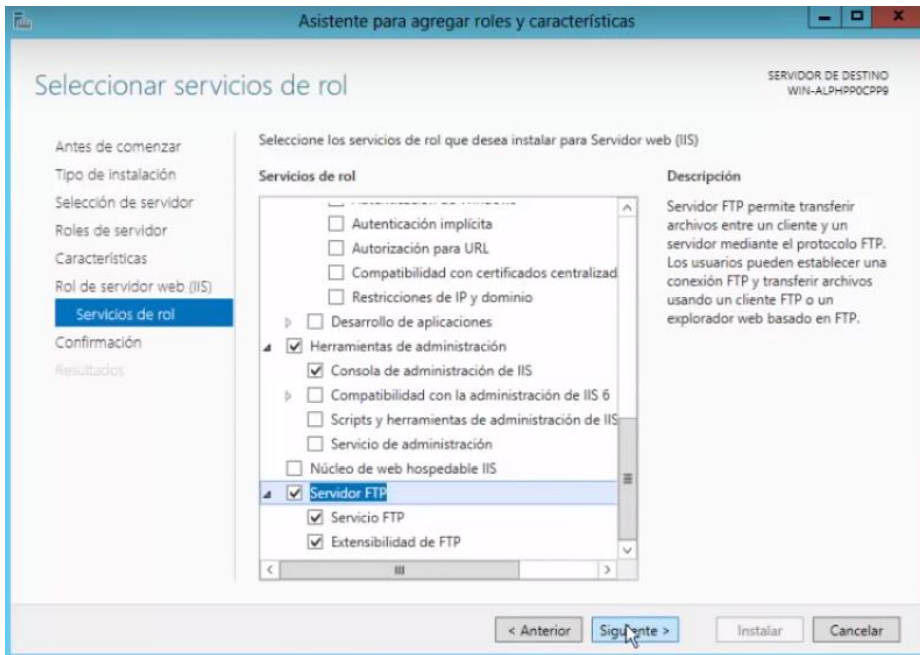 Asistente para agregar roles y características
Seleccionar servicios de rol
SERVIDOR DE DESTINO
WIN-ALPHPP0CPP9
Antes de comenzar
Tipo de instalación
Selección de servidor
Roles de servidor
Características
Rol de servidor web (IIS)
Servicios de rol
Confirmación
Resultados
Seleccione los servicios de rol que desea instalar para Servidor web (IIS)
Servicios de rol
Autenticación implícita
Autorización para URL
Compatibilidad con certificados centralizad
Restricciones de IP y dominio
Desarrollo de aplicaciones
Herramientas de administración
Consola de administración de IIS
Compatibilidad con la administración de IIS 6
Scripts y herramientas de administración de IIS
Servicio de administración
Núcleo de web hospedable IIS
Servidor FTP
Servicio FTP
Extensibilidad de FTP
Descripción
Servidor FTP permite transferir
archivos entre un cliente y un
servidor mediante el protocolo FTP.
Los usuarios pueden establecer una
conexión FTP y transferir archivos
usando un cliente FTP o un
explorador web basado en FTP.
< Anterior
Siguiente >
Instalar
Cancelar